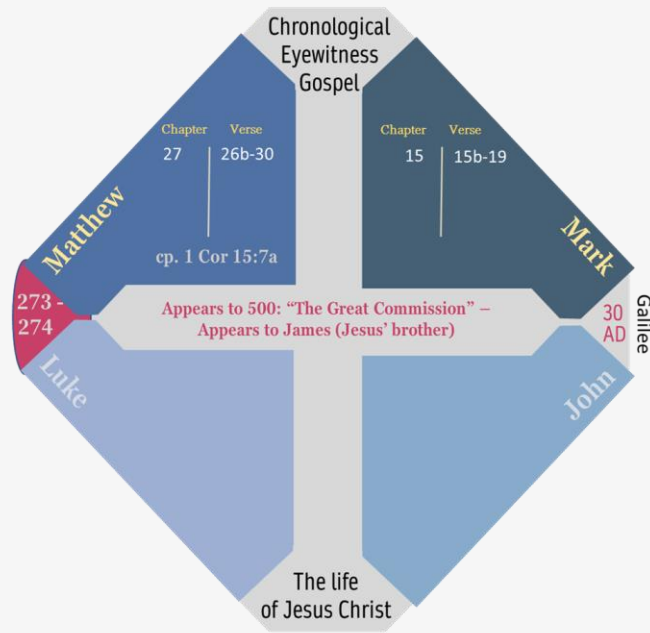 Chronological
Eyewitness
Gospel
Chapter Verse
27 26b-30
Chapter Verse
15 15b-19
Matthew
Mark
cp. 1 Cor 15:7a
273 -
274
Appears to 500: “The Great Commission” –
Appears to James (Jesus’ brother)
30
AD
Galilee
Luke
John
The life
of Jesus Christ